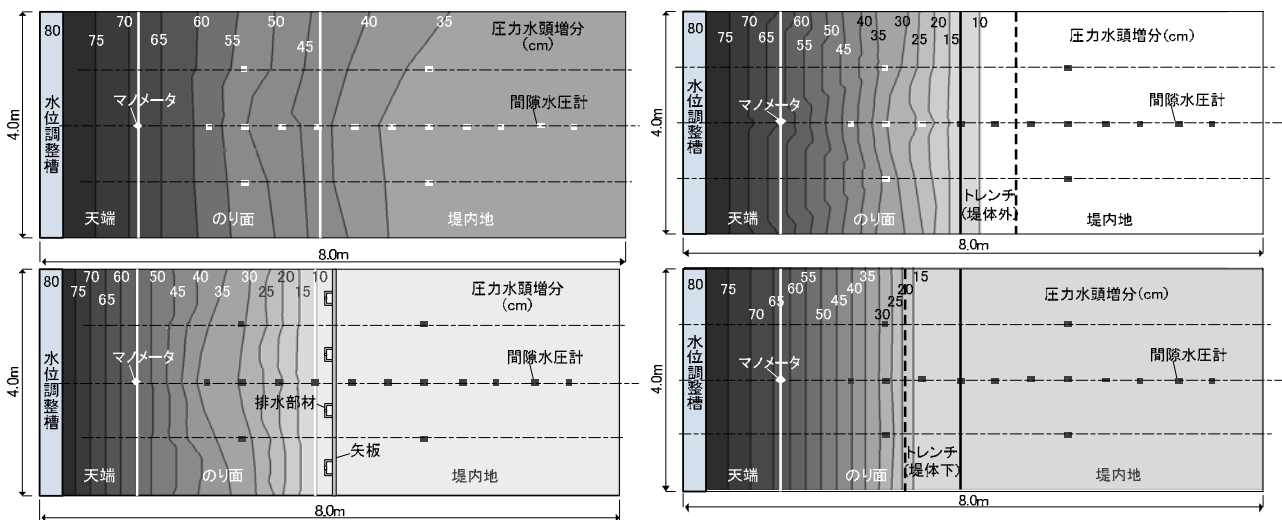 80
75
70
65
60
55
50
45
40
35
圧力水頭増分
(cm)
マノメータ
間隙水圧計
水位調整槽
4.0m
天端
のり面
堤内地
8.0m
80
75
70
65
60
55
50
45
40
35
30
25
20
15
10
圧力水頭増分(cm)
マノメータ
間隙水圧計
水位調整槽
4.0m
天端
のり面
トレンチ
(堤体外)
堤内地
8.0m
80
75
70
65
60
50
45
40
35
30
25
20
15
10
圧力水頭増分
(cm)
マノメータ
間隙水圧計
排水部材
矢板
水位調整槽
4.0m
天端
のり面
堤内地
8.0m
80
75
70
65
60
55
50
45
40
35
30
25
20
15
圧力水頭増分(cm)
マノメータ
間隙水圧計
水位調整槽
4.0m
天端
のり面
トレンチ
(堤体下)
堤内地
8.0m